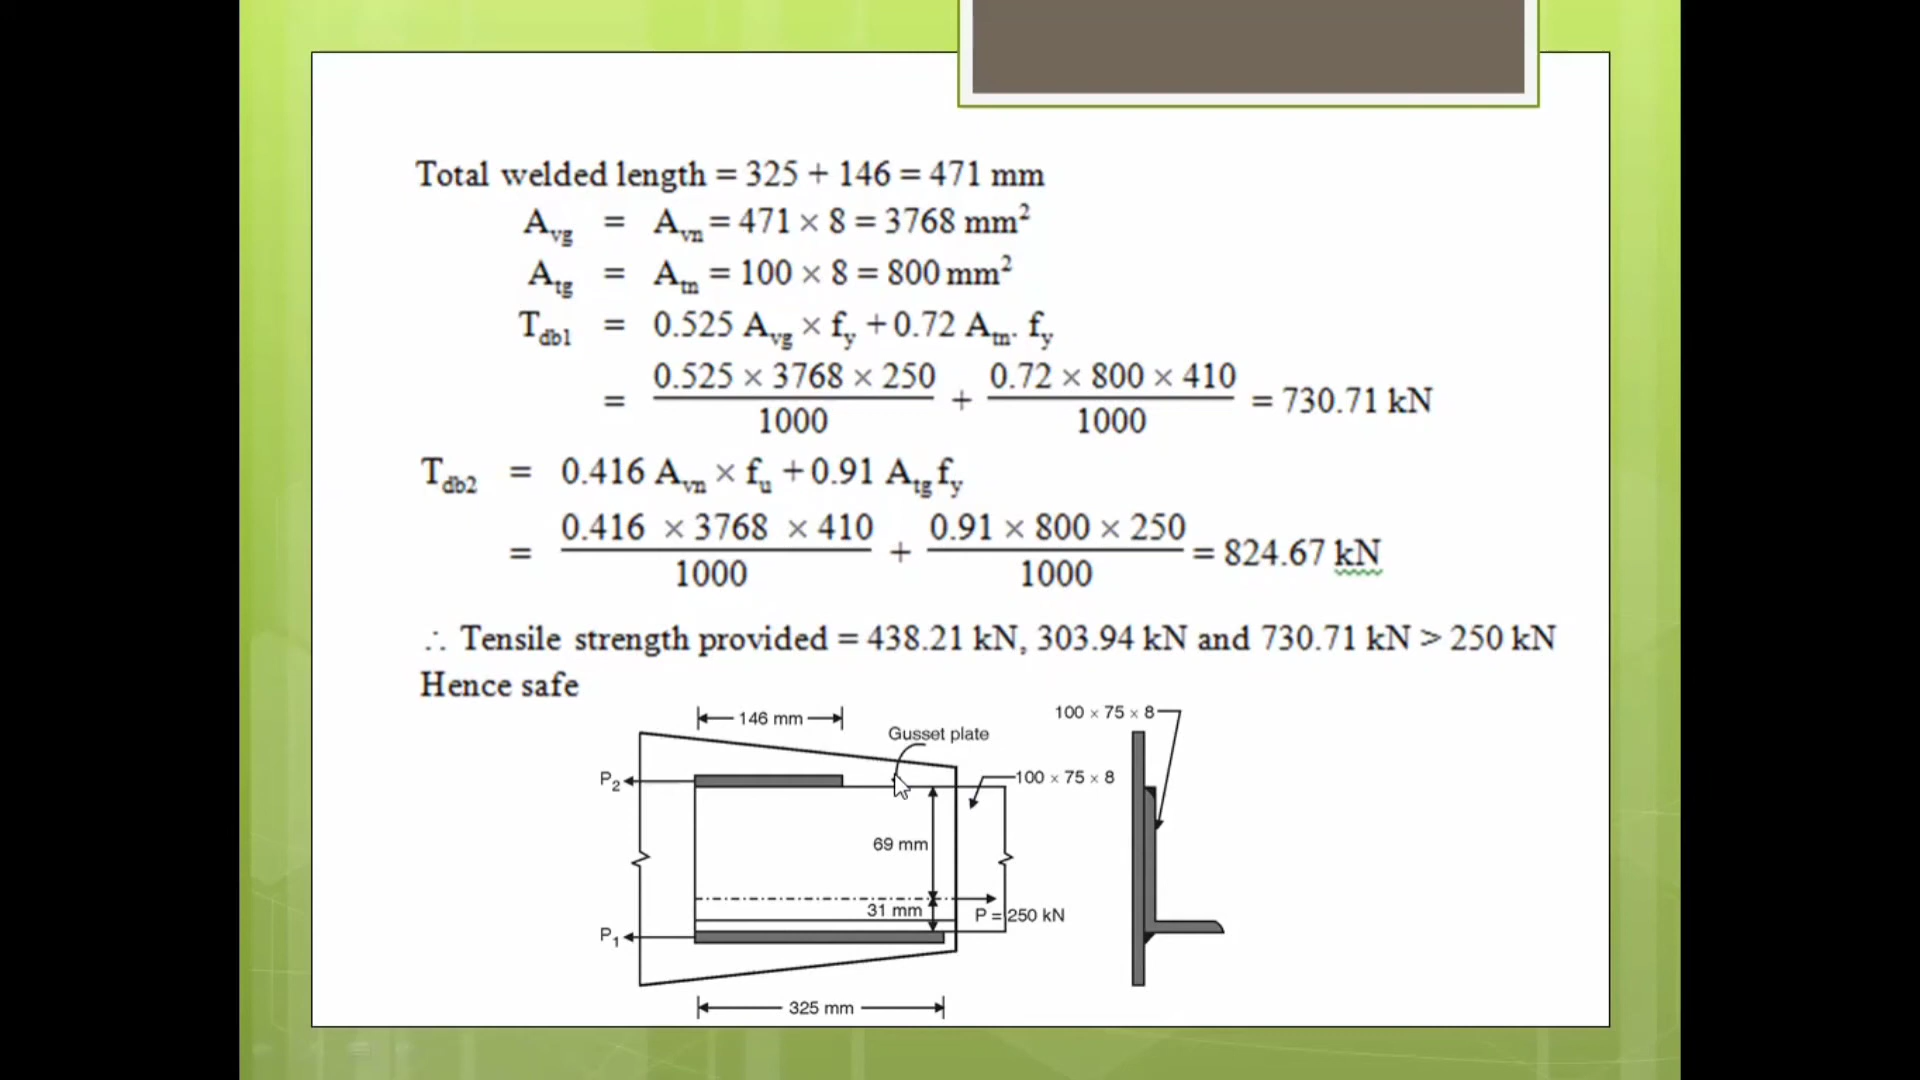 Total welded length = 325 + 146 = 471 mm
A_vg = A_vn = 471 × 8 = 3768 mm²
A_tg = A_tn = 100 × 8 = 800 mm²
T_db1 = 0.525 A_vg × f_y + 0.72 A_tn. f_y
= 0.525 × 3768 × 250 / 1000 + 0.72 × 800 × 410 / 1000 = 730.71 kN
T_db2 = 0.416 A_vn × f_u + 0.91 A_tg f_y
= 0.416 × 3768 × 410 / 1000 + 0.91 × 800 × 250 / 1000 = 824.67 kN
∴ Tensile strength provided = 438.21 kN, 303.94 kN and 730.71 kN > 250 kN
Hence safe
146 mm
Gusset plate
100 × 75 × 8
P₂
100 × 75 × 8
69 mm
31 mm
P = 250 kN
P₁
325 mm